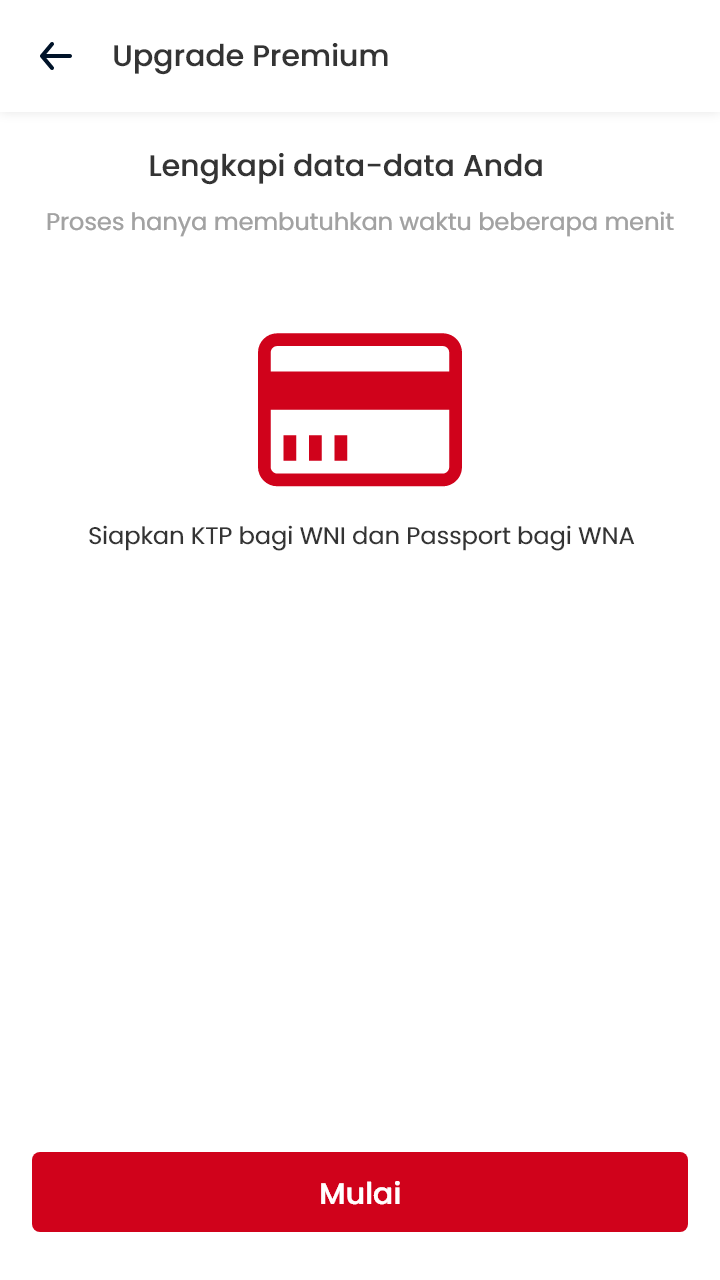 Upgrade Premium
Lengkapi data-data Anda
Proses hanya membutuhkan waktu beberapa menit
Siapkan KTP bagi WNI dan Passport bagi WNA
Mulai